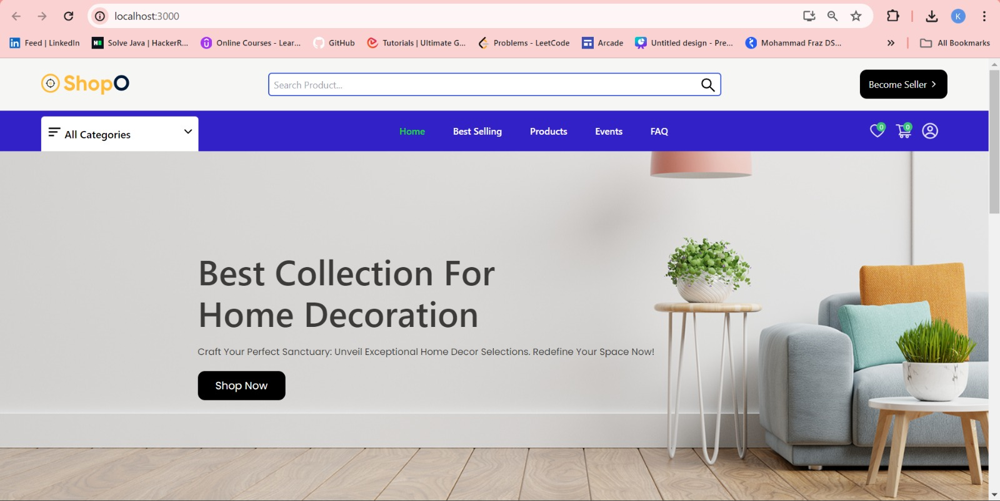 localhost:3000
K
Feed | LinkedIn
Solve Java | HackerR...
Online Courses - Lear...
GitHub
Tutorials | Ultimate G...
Problems - LeetCode
Arcade
Untitled design - Pre...
Mohammad Fraz DS...
All Bookmarks
ShopO
Search Product...
Become Seller
All Categories
Home
Best Selling
Products
Events
FAQ
0
0
Best Collection For
Home Decoration
Craft Your Perfect Sanctuary: Unveil Exceptional Home Decor Selections. Redefine Your Space Now!
Shop Now